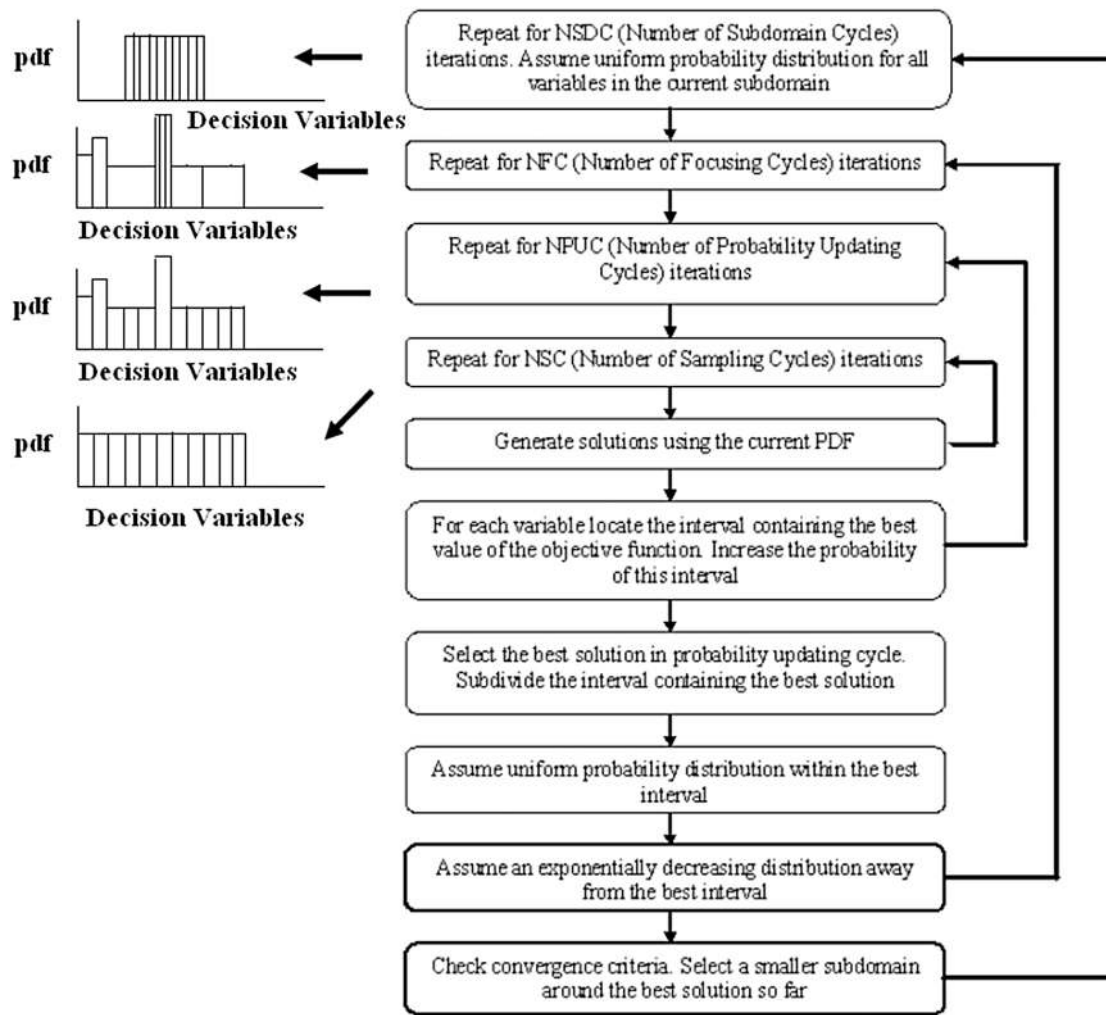 pdf
Decision Variables
Decision Variables
pdf
Decision Variables
pdf
Decision Variables
pdf
Repeat for NSDC (Number of Subdomain Cycles)
iterations. Assume uniform probability distribution for all
variables in the current subdomain
Repeat for NFC (Number of Focusing Cycles) iterations
Repeat for NPUC (Number of Probability Updating
Cycles) iterations
Repeat for NSC (Number of Sampling Cycles) iterations
Generate solutions using the current PDF
For each variable locate the interval containing the best
value of the objective function. Increase the probability
of this interval
Select the best solution in probability updating cycle.
Subdivide the interval containing the best solution
Assume uniform probability distribution within the best
interval
Assume an exponentially decreasing distribution away
from the best interval
Check convergence criteria. Select a smaller subdomain
around the best solution so far